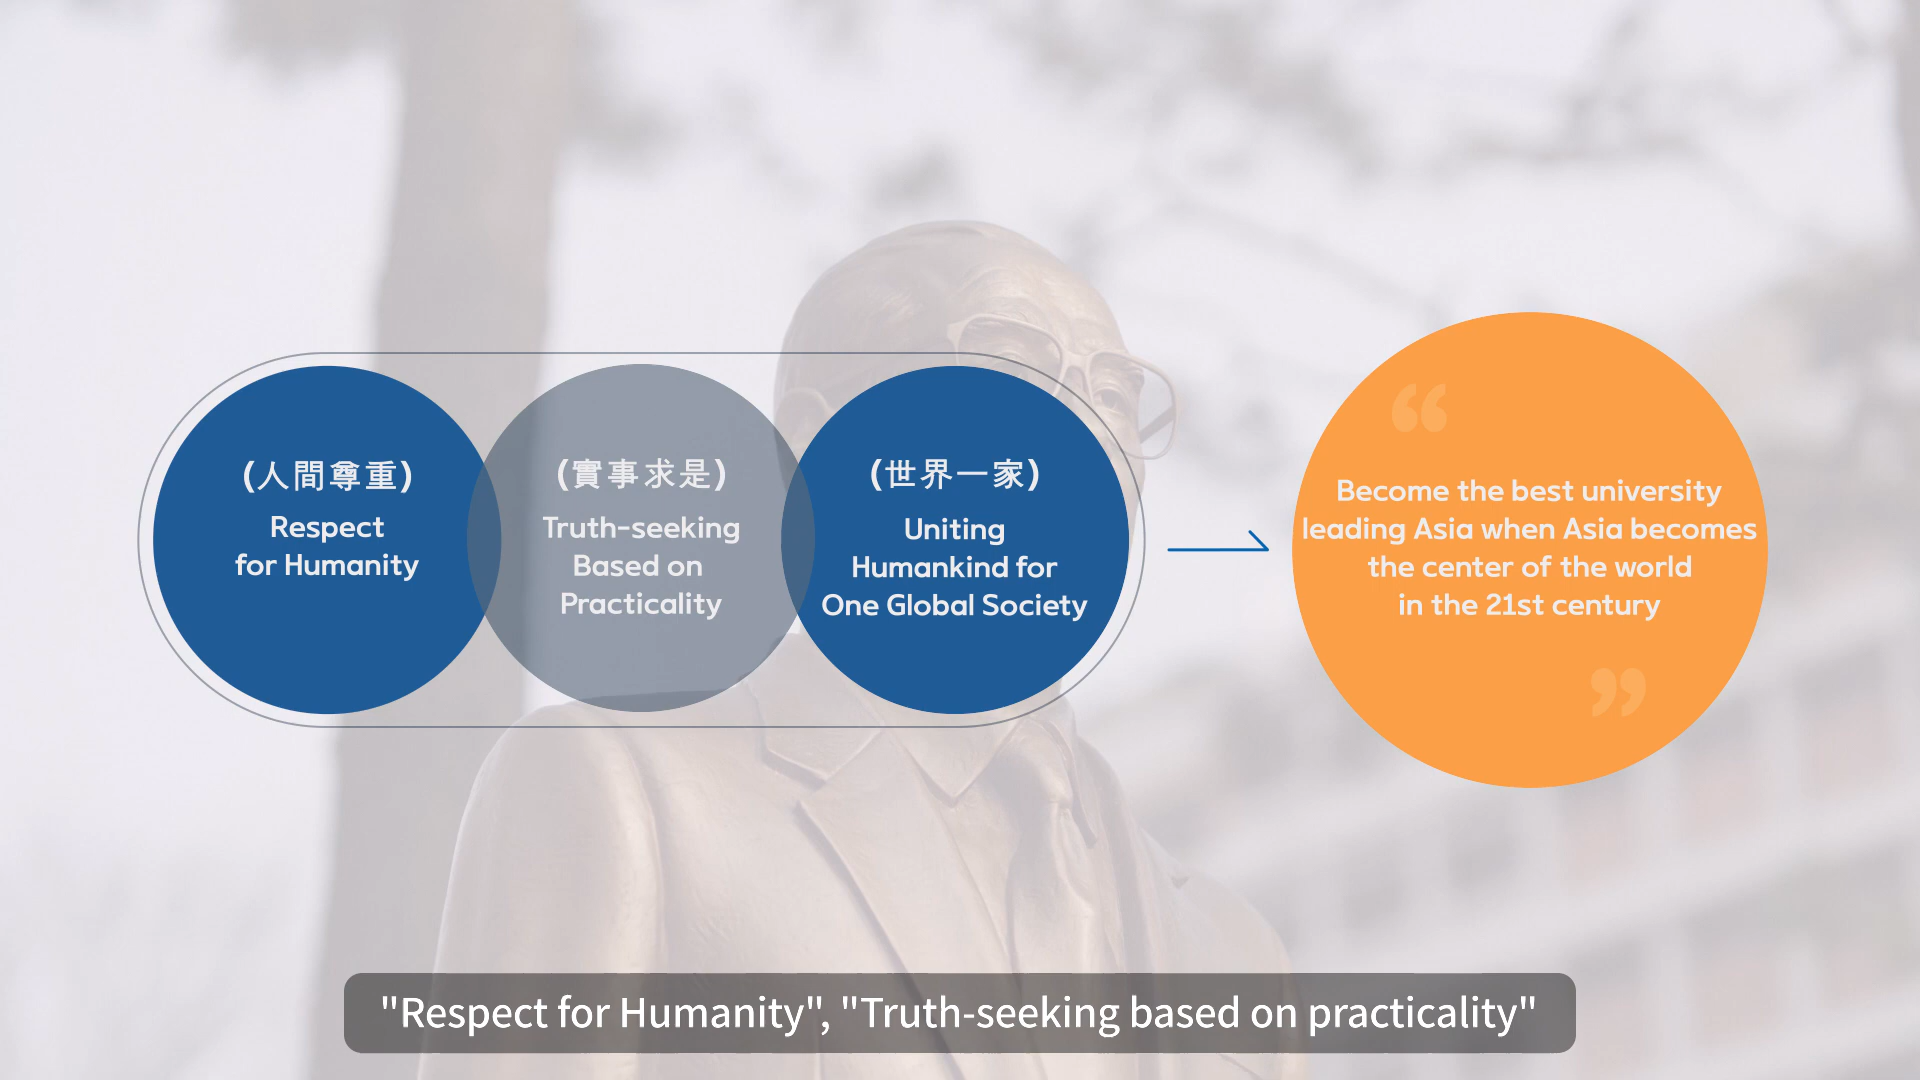 (人間尊重)
Respect
for Humanity
(實事求是)
Truth-seeking
Based on
Practicality
(世界一家)
Uniting
Humankind for
One Global Society
“
Become the best university
leading Asia when Asia becomes
the center of the world
in the 21st century
”
"Respect for Humanity", "Truth-seeking based on practicality"